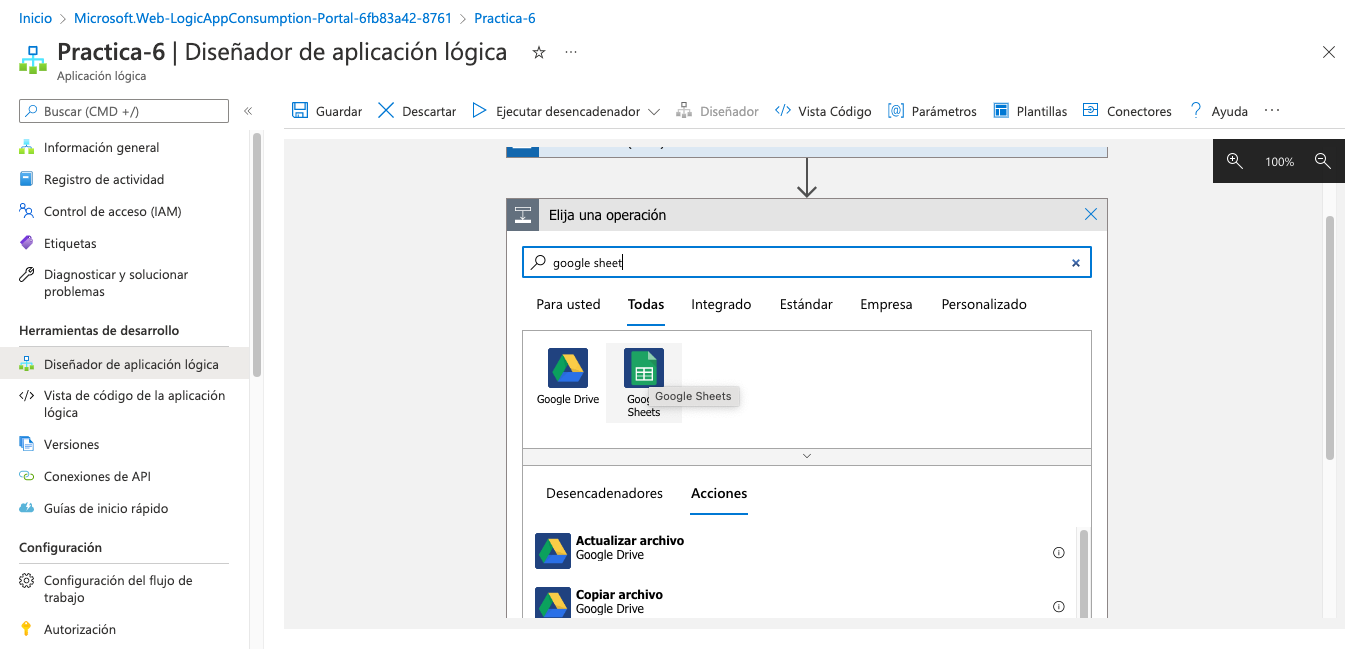 Inicio > Microsoft.Web-LogicAppConsumption-Portal-6fb83a42-8761 > Practica-6
Practica-6 | Diseñador de aplicación lógica
Aplicación lógica
Buscar (CMD +/)
Guardar
Descartar
Ejecutar desencadenador
Diseñador
Vista Código
Parámetros
Plantillas
Conectores
Ayuda
Información general
Registro de actividad
Control de acceso (IAM)
Etiquetas
Diagnosticar y solucionar
problemas
Herramientas de desarrollo
Diseñador de aplicación lógica
Vista de código de la aplicación
lógica
Versiones
Conexiones de API
Guías de inicio rápido
Configuración
Configuración del flujo de
trabajo
Autorización
100%
Elija una operación
google sheet
Para usted
Todas
Integrado
Estándar
Empresa
Personalizado
Google Drive
Google Sheets
Sheets
Desencadenadores
Acciones
Actualizar archivo
Google Drive
Copiar archivo
Google Drive